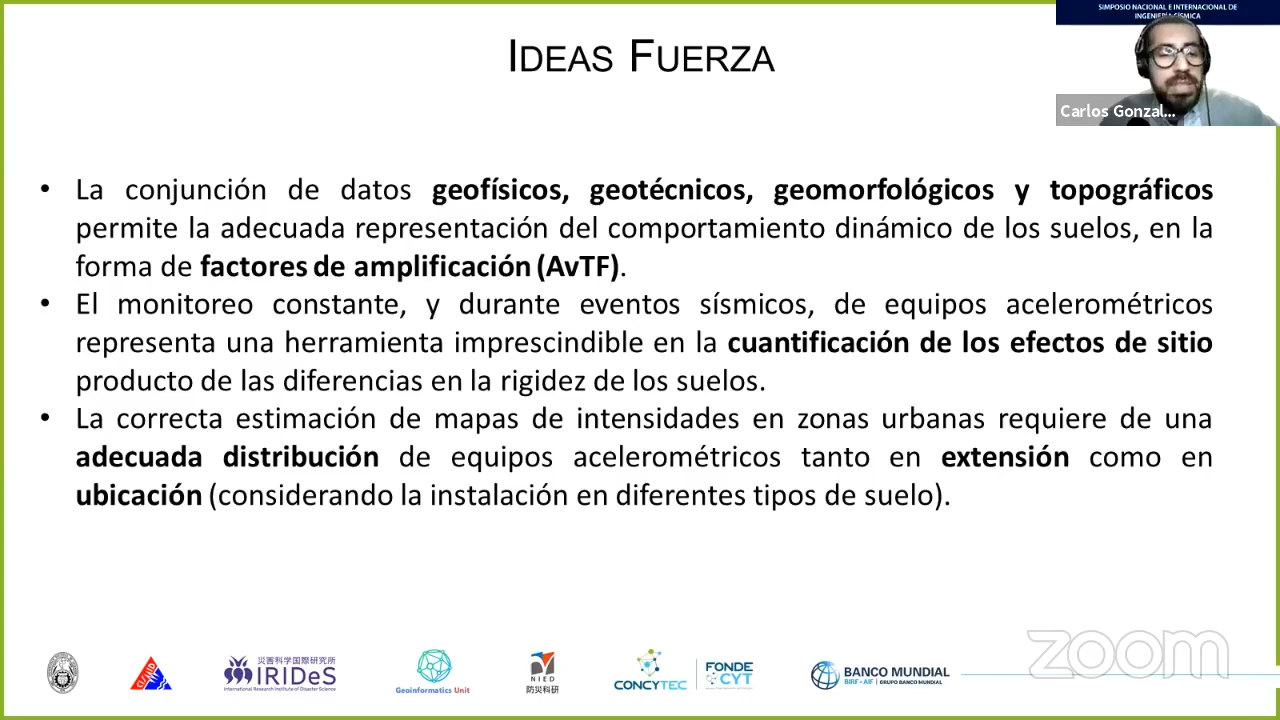 SIMPOSIO NACIONAL E INTERNACIONAL DE
INGENIERÍA SÍSMICA
IDEAS FUERZA
Carlos Gonzal...
• La conjunción de datos geofísicos, geotécnicos, geomorfológicos y topográficos
permite la adecuada representación del comportamiento dinámico de los suelos, en la
forma de factores de amplificación (AvTF).
• El monitoreo constante, y durante eventos sísmicos, de equipos acelerométricos
representa una herramienta imprescindible en la cuantificación de los efectos de sitio
producto de las diferencias en la rigidez de los suelos.
• La correcta estimación de mapas de intensidades en zonas urbanas requiere de una
adecuada distribución de equipos acelerométricos tanto en extensión como en
ubicación (considerando la instalación en diferentes tipos de suelo).
zoom
CISMID
災害科学国際研究所
IRIDeS
International Research Institute of Disaster Science
Geoinformatics Unit
NIED
防災科研
CONCYTEC
FONDE
CYT
BANCO MUNDIAL
BIRF • AIF | GRUPO BANCO MUNDIAL